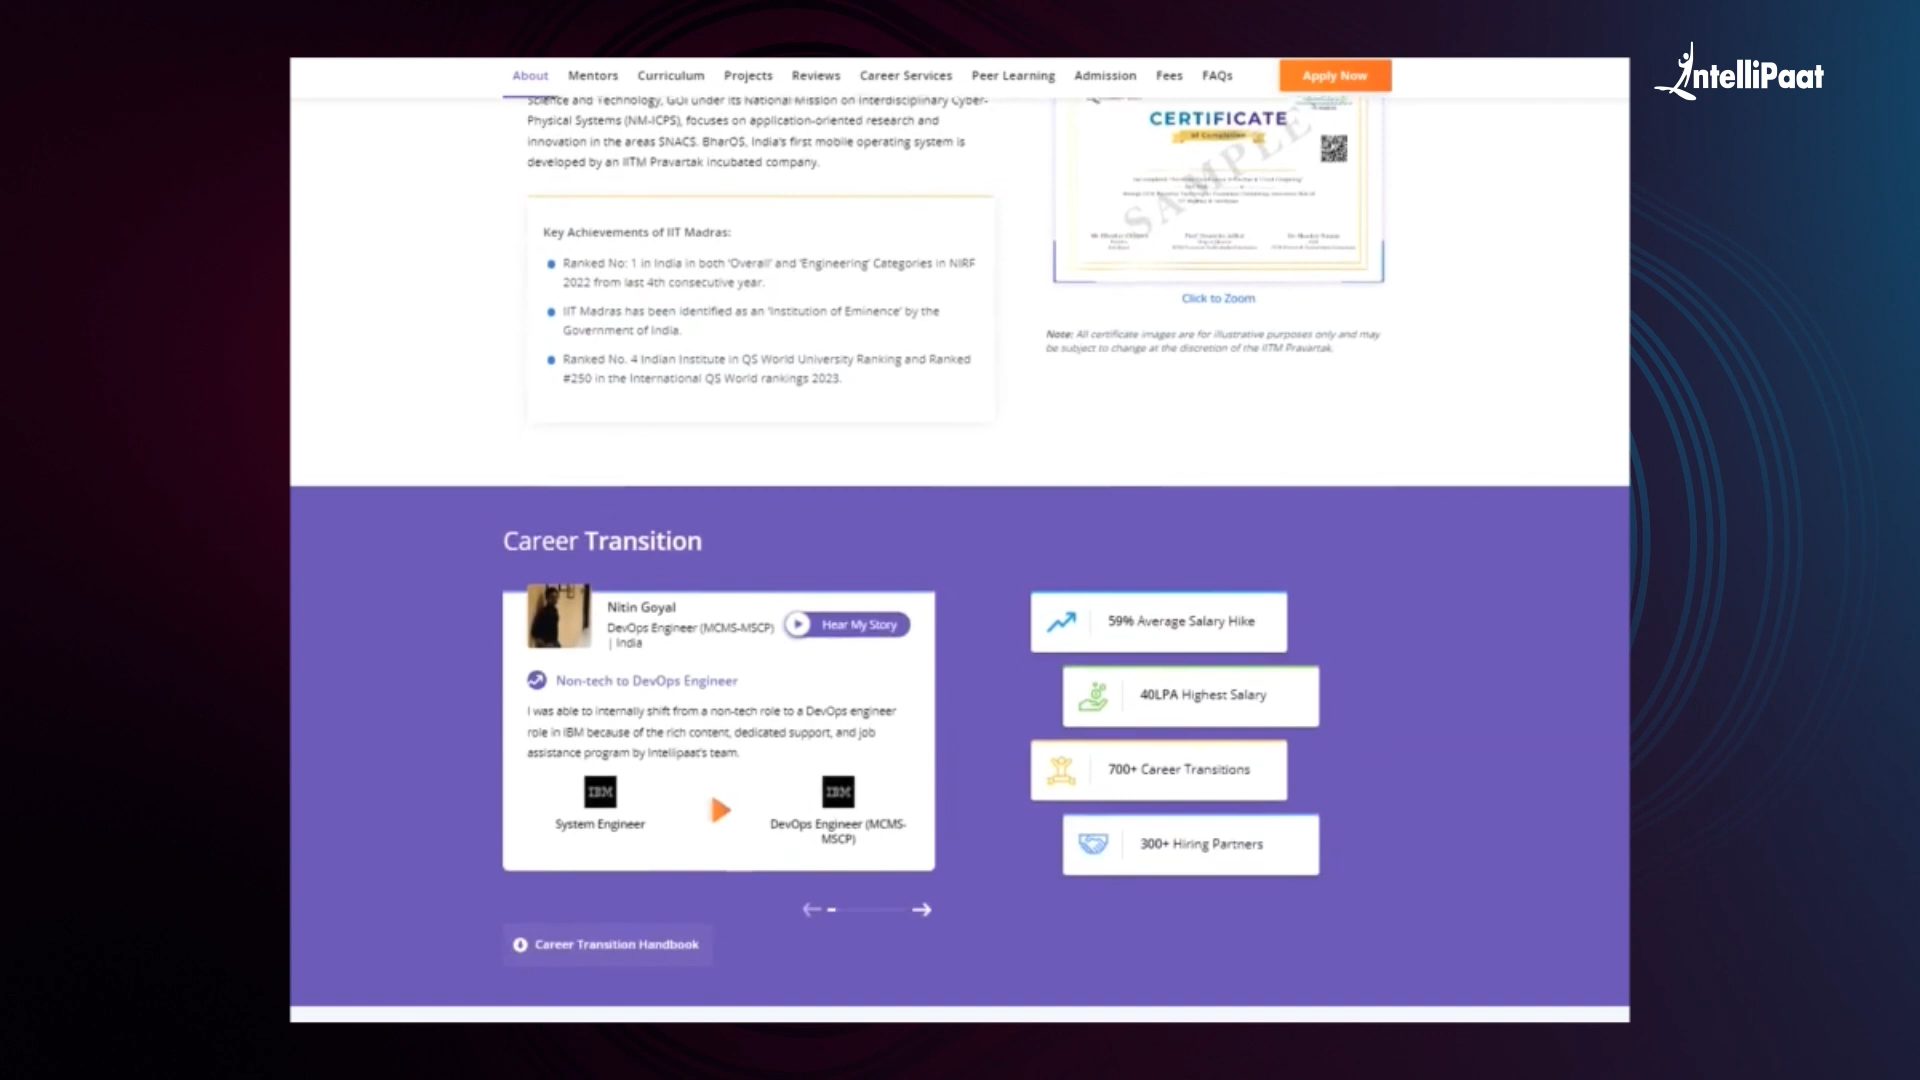 About Mentors Curriculum Projects Reviews Career Services Peer Learning Admission Fees FAQs Apply Now
IntelliPaat
Science and Technology, GOI under its National Mission on Interdisciplinary Cyber-
Physical Systems (NM-ICPS), focuses on application-oriented research and
innovation in the areas SNACS. BharOS, India's first mobile operating system is
developed by an IITM Pravartak incubated company.
Key Achievements of IIT Madras:
Ranked No: 1 in India in both 'Overall' and 'Engineering' Categories in NIRF
2022 from last 4th consecutive year.
IIT Madras has been identified as an 'Institution of Eminence' by the
Government of India.
Ranked No. 4 Indian Institute in QS World University Ranking and Ranked
#250 in the International QS World rankings 2023.
CERTIFICATE
of Completion
SAMPLE
Click to Zoom
Note: All certificate images are for illustrative purposes only and may
be subject to change at the discretion of the IITM Pravartak.
Career Transition
Nitin Goyal
DevOps Engineer (MCMS-MSCP)
| India
Hear My Story
Non-tech to DevOps Engineer
I was able to internally shift from a non-tech role to a DevOps engineer
role in IBM because of the rich content, dedicated support, and job
assistance program by Intellipaat's team.
IBM
System Engineer
IBM
DevOps Engineer (MCMS-
MSCP)
59% Average Salary Hike
40LPA Highest Salary
700+ Career Transitions
300+ Hiring Partners
Career Transition Handbook